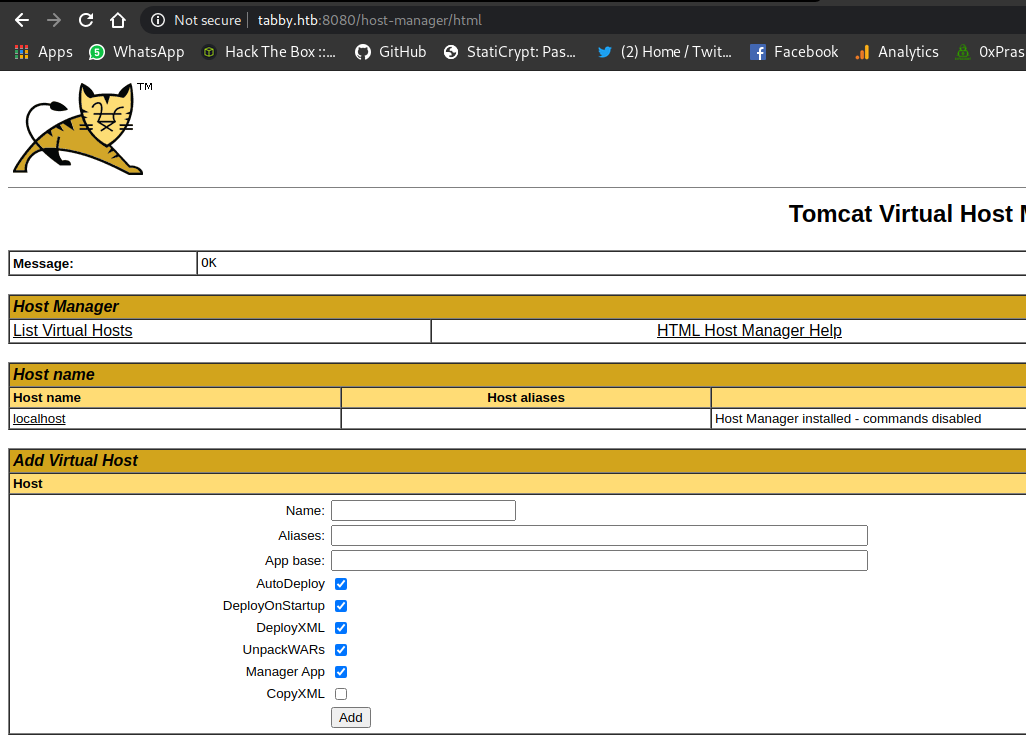 Not secure tabby.htb:8080/host-manager/html
Apps 5 WhatsApp Hack The Box ::... GitHub StatiCrypt: Pas... (2) Home / Twit... Facebook Analytics 0xPras
TM
Tomcat Virtual Host M
Message: OK
Host Manager
List Virtual Hosts HTML Host Manager Help
Host name
Host name Host aliases
localhost Host Manager installed - commands disabled
Add Virtual Host
Host
Name:
Aliases:
App base:
AutoDeploy
DeployOnStartup
DeployXML
UnpackWARs
Manager App
CopyXML
Add